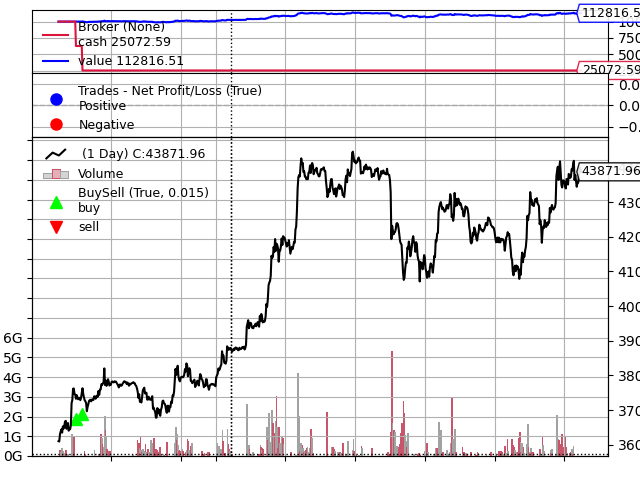 Broker (None)
cash 25072.59
value 112816.51
112816.5
750
500
25072.59
Trades - Net Profit/Loss (True)
Positive
Negative
0.0
0.0
−0.
(1 Day) C:43871.96
Volume
BuySell (True, 0.015)
buy
sell
43871.96
430
420
410
400
390
380
370
360
6G
5G
4G
3G
2G
1G
0G